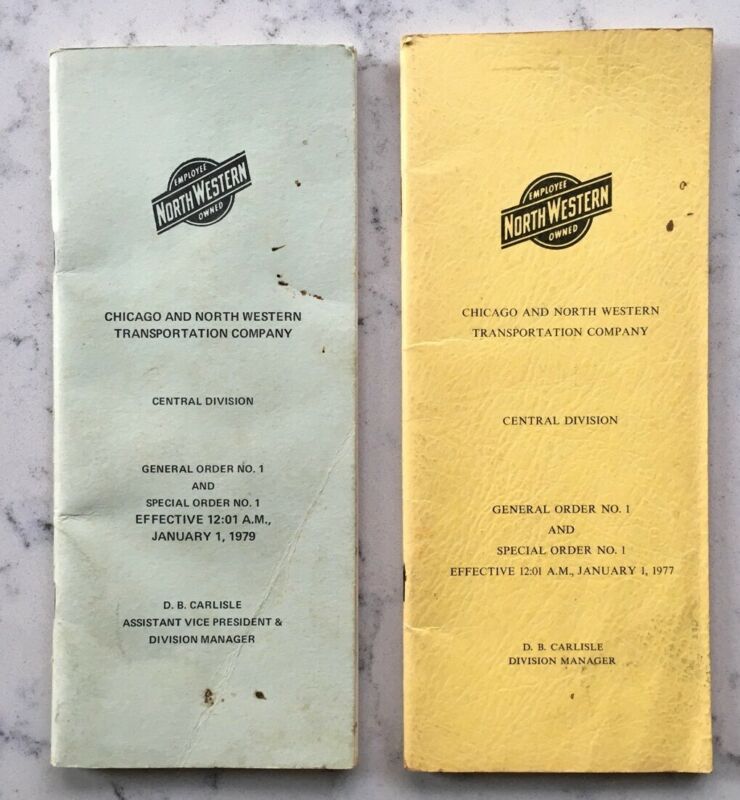 EMPLOYEE
NORTH WESTERN
OWNED
CHICAGO AND NORTH WESTERN
TRANSPORTATION COMPANY
CENTRAL DIVISION
GENERAL ORDER NO. 1
AND
SPECIAL ORDER NO. 1
EFFECTIVE 12:01 A.M.,
JANUARY 1, 1979
D. B. CARLISLE
ASSISTANT VICE PRESIDENT &
DIVISION MANAGER
EMPLOYEE
NORTH WESTERN
OWNED
CHICAGO AND NORTH WESTERN
TRANSPORTATION COMPANY
CENTRAL DIVISION
GENERAL ORDER NO. 1
AND
SPECIAL ORDER NO. 1
EFFECTIVE 12:01 A.M., JANUARY 1, 1977
D. B. CARLISLE
DIVISION MANAGER